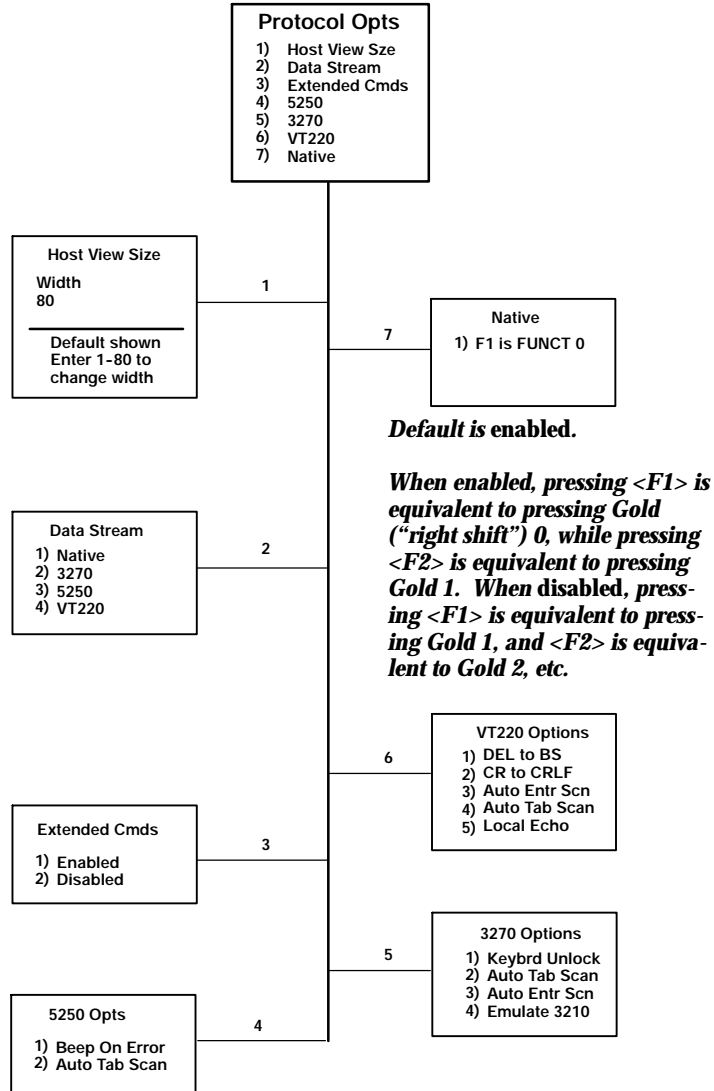 Protocol Opts
1) Host View Sze
2) Data Stream
3) Extended Cmds
4) 5250
5) 3270
6) VT220
7) Native
Host View Size
Width
80
Default shown
Enter 1-80 to
change width
1
7
Native
1) F1 is FUNCT 0
Default is enabled.
When enabled, pressing <F1> is
equivalent to pressing Gold
(“right shift”) 0, while pressing
<F2> is equivalent to pressing
Gold 1. When disabled, press-
ing <F1> is equivalent to press-
ing Gold 1, and <F2> is equiva-
lent to Gold 2, etc.
Data Stream
1) Native
2) 3270
3) 5250
4) VT220
2
6
VT220 Options
1) DEL to BS
2) CR to CRLF
3) Auto Entr Scn
4) Auto Tab Scan
5) Local Echo
Extended Cmds
1) Enabled
2) Disabled
3
5
3270 Options
1) Keybrd Unlock
2) Auto Tab Scan
3) Auto Entr Scn
4) Emulate 3210
5250 Opts
1) Beep On Error
2) Auto Tab Scan
4